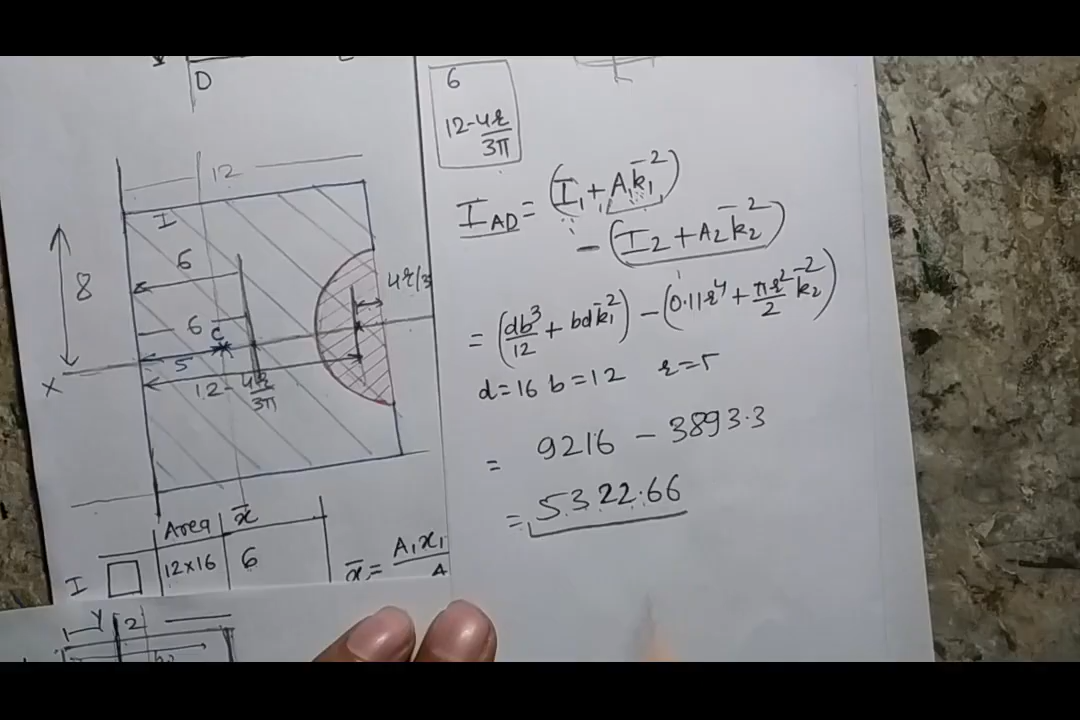 D
12
I
6
8
4r/3
6
C
5
X
12-4r/3π
Area x̄
I 12×16 6
x̄ = A₁x₁/A
y 2
6
12-4r/3π
I_AD = (I₁ + A₁k̄₁²)
- (I₂ + A₂k̄₂²)
= (db³/12 + bdk̄₁²) - (0.11r⁴ + πr²/2 k̄₂²)
d=16 b=12 r=5
= 9216 - 3893.3
= 5322.66